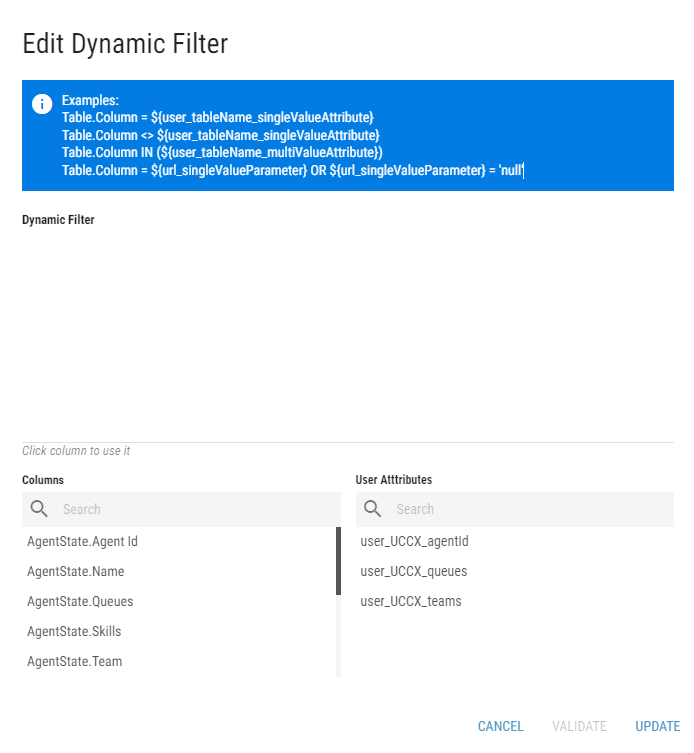 Edit Dynamic Filter
Examples:
Table.Column = ${user_tableName_singleValueAttribute}
Table.Column <> ${user_tableName_singleValueAttribute}
Table.Column IN (${user_tableName_multiValueAttribute})
Table.Column = ${url_singleValueParameter} OR ${url_singleValueParameter} = 'null'
Dynamic Filter
Click column to use it
Columns
Search
AgentState.Agent Id
AgentState.Name
AgentState.Queues
AgentState.Skills
AgentState.Team
User Atttributes
Search
user_UCCX_agentId
user_UCCX_queues
user_UCCX_teams
CANCEL VALIDATE UPDATE